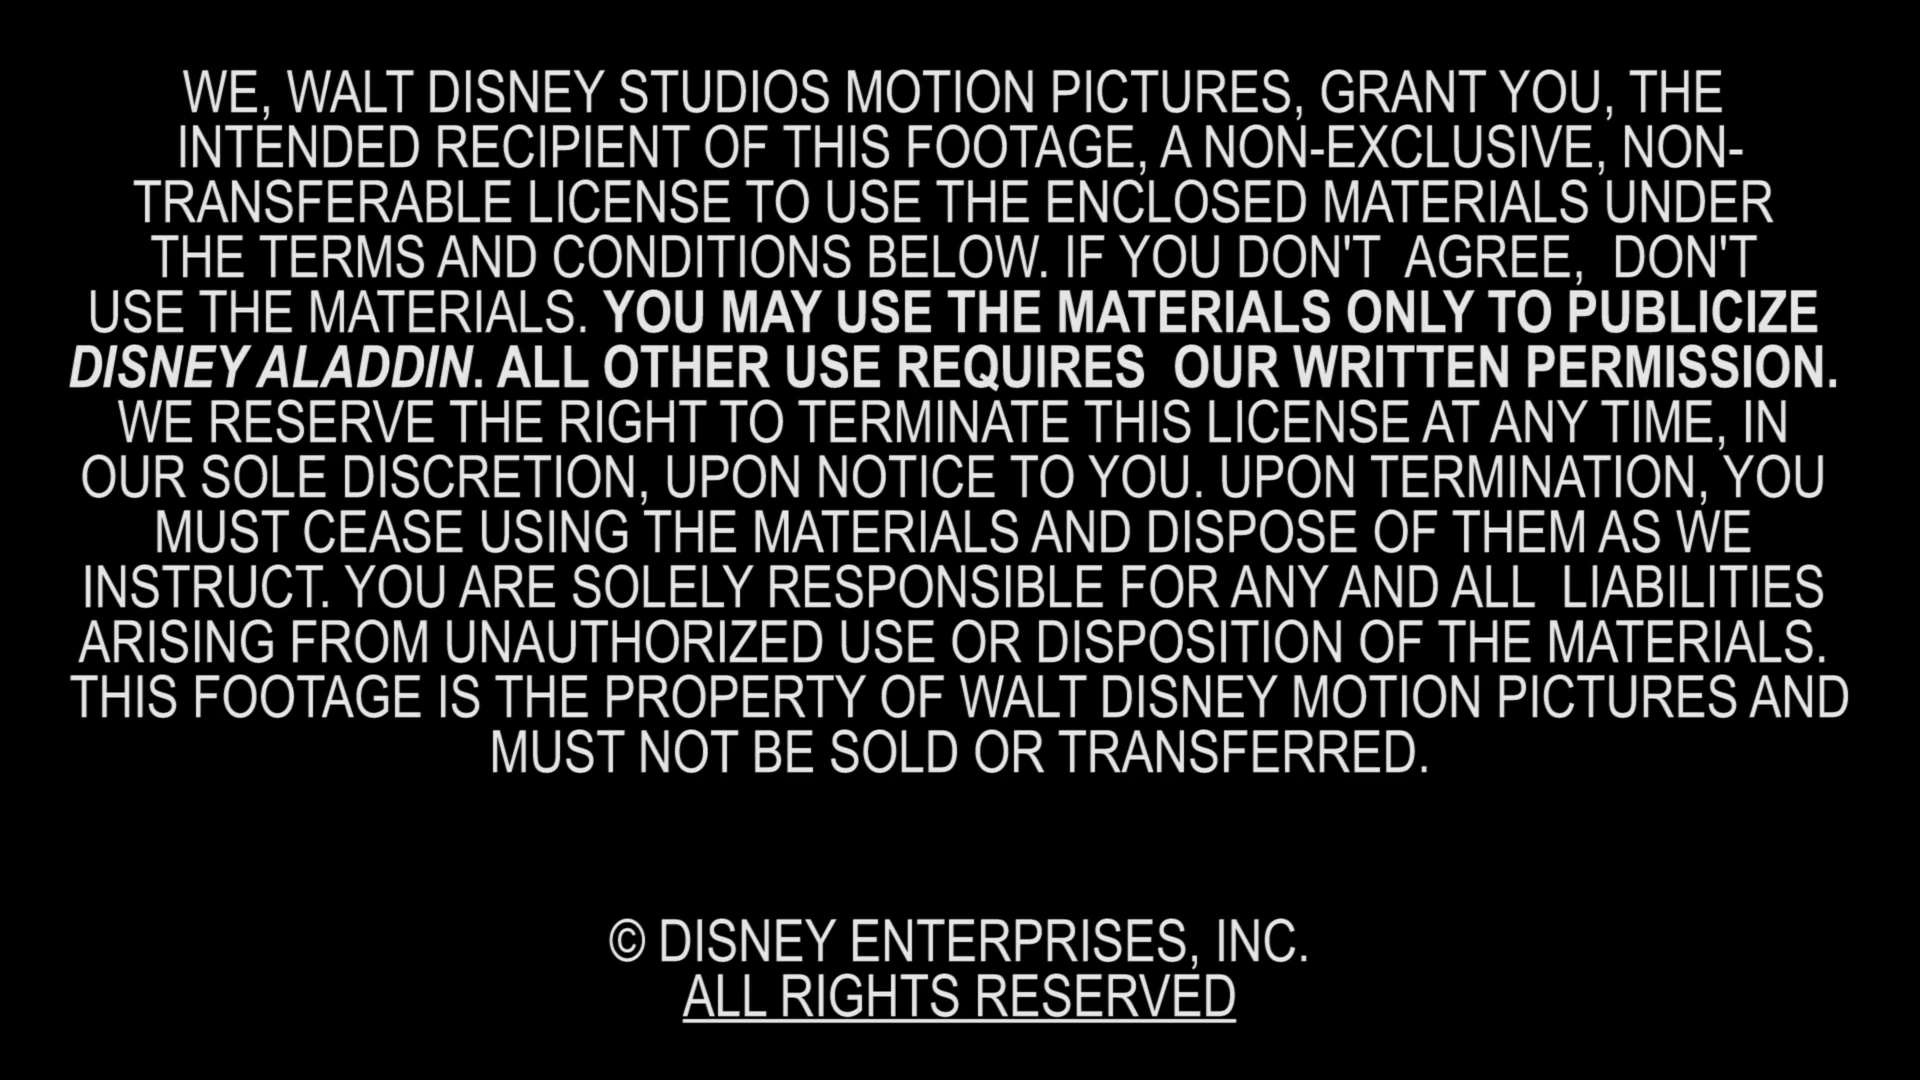 WE, WALT DISNEY STUDIOS MOTION PICTURES, GRANT YOU, THE
INTENDED RECIPIENT OF THIS FOOTAGE, A NON-EXCLUSIVE, NON-
TRANSFERABLE LICENSE TO USE THE ENCLOSED MATERIALS UNDER
THE TERMS AND CONDITIONS BELOW. IF YOU DON'T AGREE, DON'T
USE THE MATERIALS. YOU MAY USE THE MATERIALS ONLY TO PUBLICIZE
DISNEY ALADDIN. ALL OTHER USE REQUIRES OUR WRITTEN PERMISSION.
WE RESERVE THE RIGHT TO TERMINATE THIS LICENSE AT ANY TIME, IN
OUR SOLE DISCRETION, UPON NOTICE TO YOU. UPON TERMINATION, YOU
MUST CEASE USING THE MATERIALS AND DISPOSE OF THEM AS WE
INSTRUCT. YOU ARE SOLELY RESPONSIBLE FOR ANY AND ALL LIABILITIES
ARISING FROM UNAUTHORIZED USE OR DISPOSITION OF THE MATERIALS.
THIS FOOTAGE IS THE PROPERTY OF WALT DISNEY MOTION PICTURES AND
MUST NOT BE SOLD OR TRANSFERRED.
© DISNEY ENTERPRISES, INC.
ALL RIGHTS RESERVED